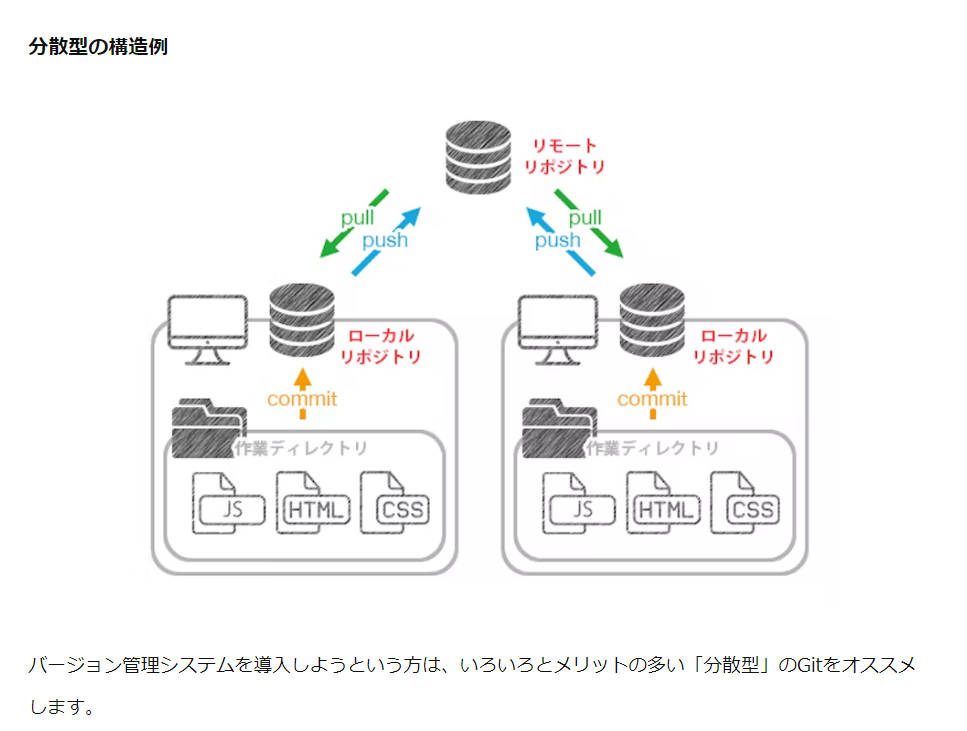 分散型の構造例
リモート
リポジトリ
pull
push
pull
push
ローカル
リポジトリ
ローカル
リポジトリ
commit
commit
作業ディレクトリ
作業ディレクトリ
JS
HTML
CSS
JS
HTML
CSS
バージョン管理システムを導入しようという方は、いろいろとメリットの多い「分散型」のGitをオススメ
します。